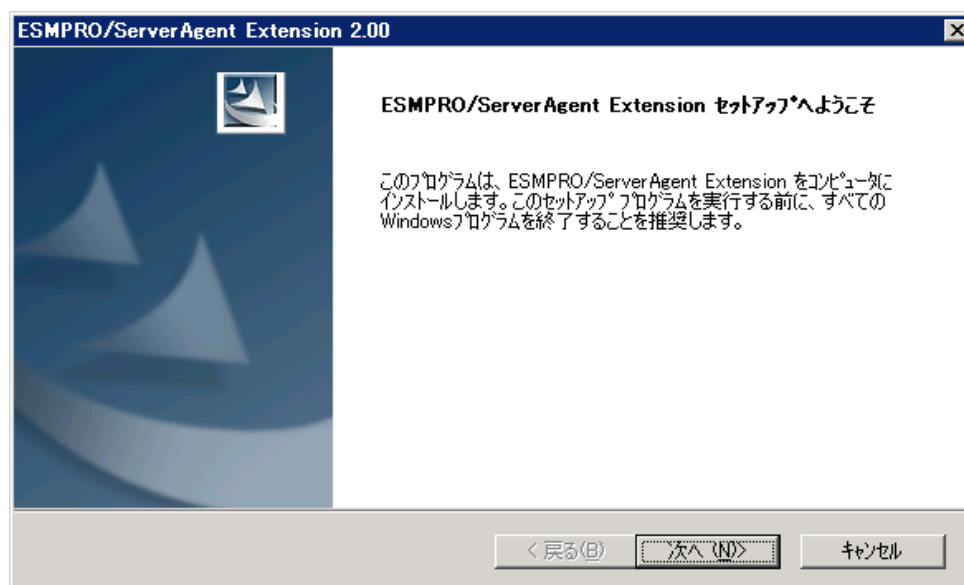 ESMPRO/ServerAgent Extension 2.00
ESMPRO/ServerAgent Extension ｾｯﾄｱｯﾌﾟへようこそ
このﾌﾟﾛｸﾞﾗﾑは、ESMPRO/ServerAgent Extension をｺﾝﾋﾟｭｰﾀに
ｲﾝｽﾄｰﾙします。このｾｯﾄｱｯﾌﾟ ﾌﾟﾛｸﾞﾗﾑを実行する前に、すべての
Windowsﾌﾟﾛｸﾞﾗﾑを終了することを推奨します。
< 戻る(B)
次へ (N)>
ｷｬﾝｾﾙ